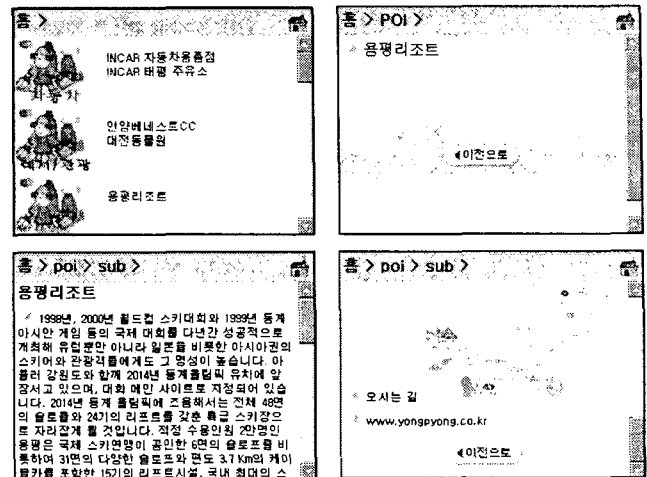 홈 >
INCAR 자동차용품점
INCAR 태평 주유소
자동차
안양베네스트CC
대전동물원
레저/관광
용평리조트
홈 > POI >
용평리조트
이전으로
홈 > poi > sub >
용평리조트
1998년, 2000년 월드컵 스키대회와 1999년 동계
아시안 게임 등의 국제 대회를 다년간 성공적으로
개최해 유럽뿐만 아니라 일본을 비롯한 아시아권의
스키어와 관광객들에게도 그 명성이 높습니다. 아
울러 강원도와 함께 2014년 동계올림픽 유치에 앞
장서고 있으며, 대회 메인 사이트로 지정되어 있습
니다. 2014년 동계 올림픽에 즈음해서는 전체 48면
의 슬로프와 24기의 리프트를 갖춘 특급 스키장으
로 자리잡게 될 것입니다. 적정 수용인원 2만명인
용평은 국제 스키연맹이 공인한 6면의 슬로프를 비
롯하여 31면의 다양한 슬로프와 편도 3.7 Km의 케이
블카를 포함한 15기의 리프트시설, 국내 최대의 스
홈 > poi > sub >
오시는 길
www.yongpyong.co.kr
이전으로